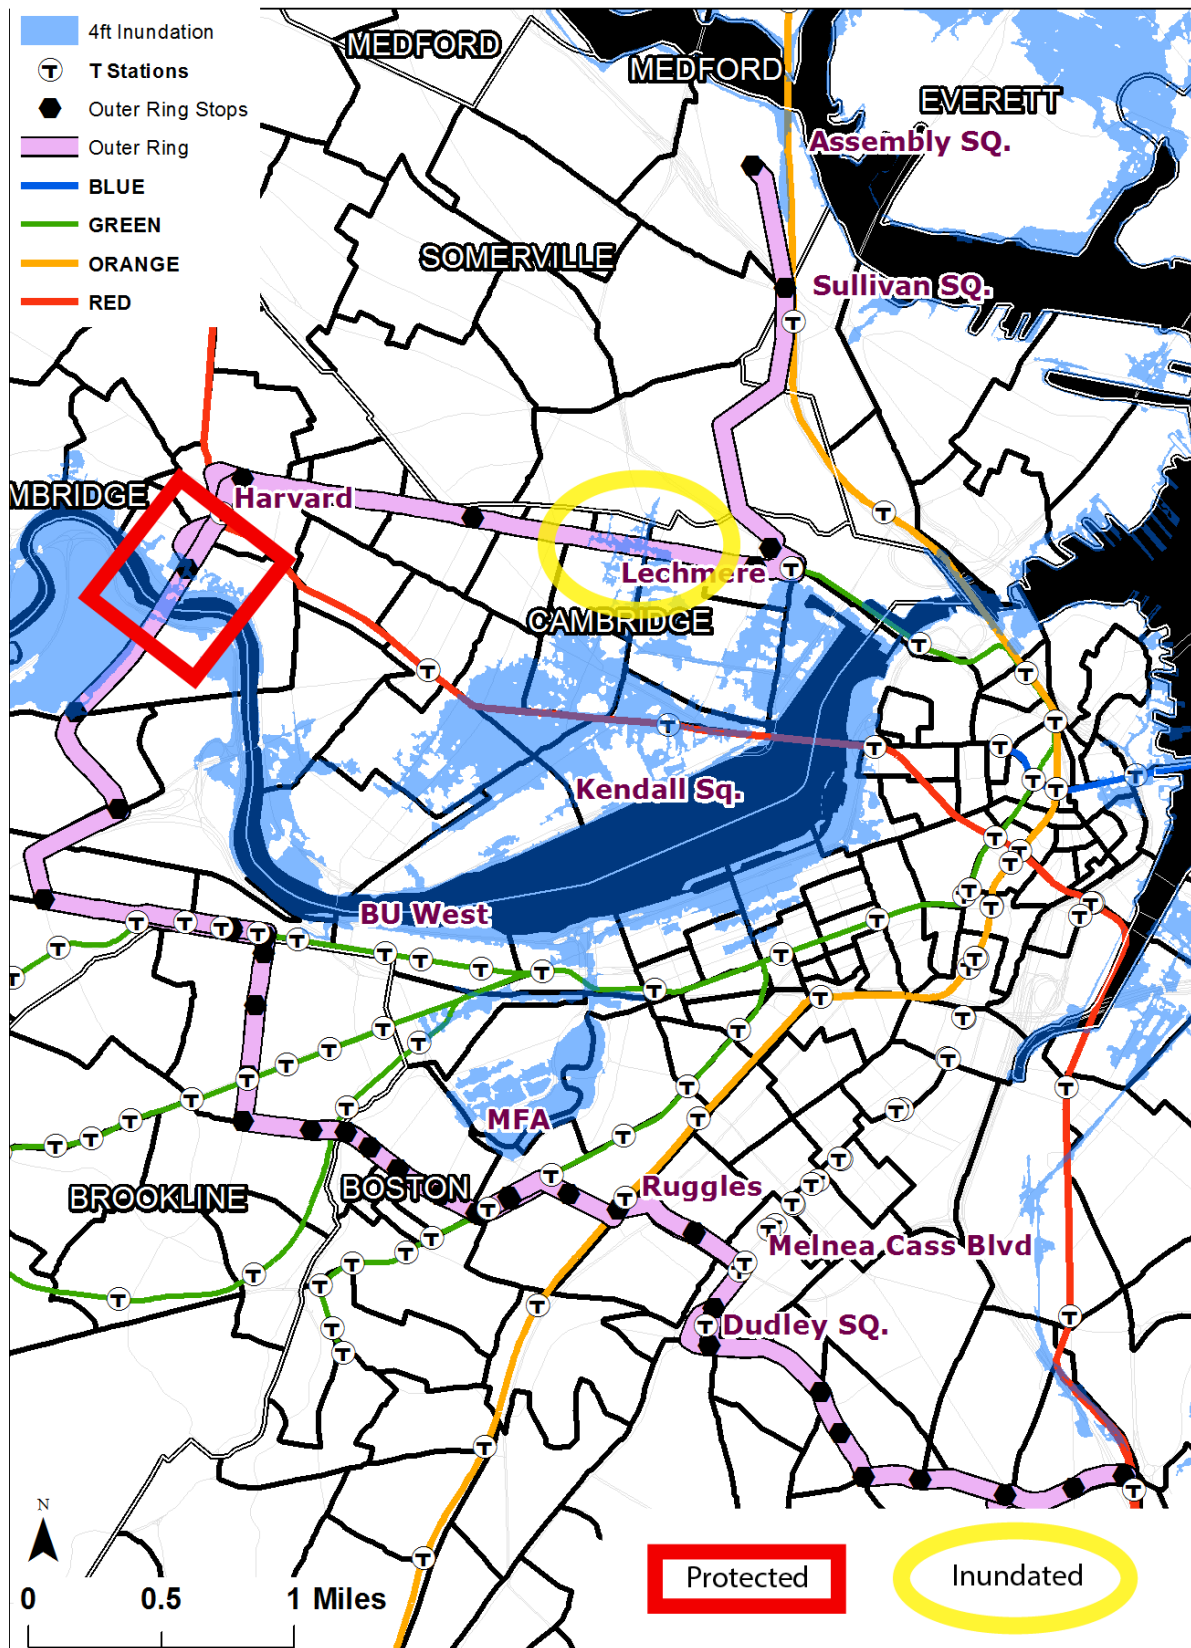 4ft Inundation
T Stations
Outer Ring Stops
Outer Ring
BLUE
GREEN
ORANGE
RED
MEDFORD
MEDFORD
EVERETT
Assembly SQ.
SOMERVILLE
Sullivan SQ.
MBRIDGE
Harvard
Lechmere
CAMBRIDGE
Kendall Sq.
BU West
MFA
BROOKLINE
BOSTON
Ruggles
Melnea Cass Blvd
Dudley SQ.
N
0 0.5 1 Miles
Protected
Inundated